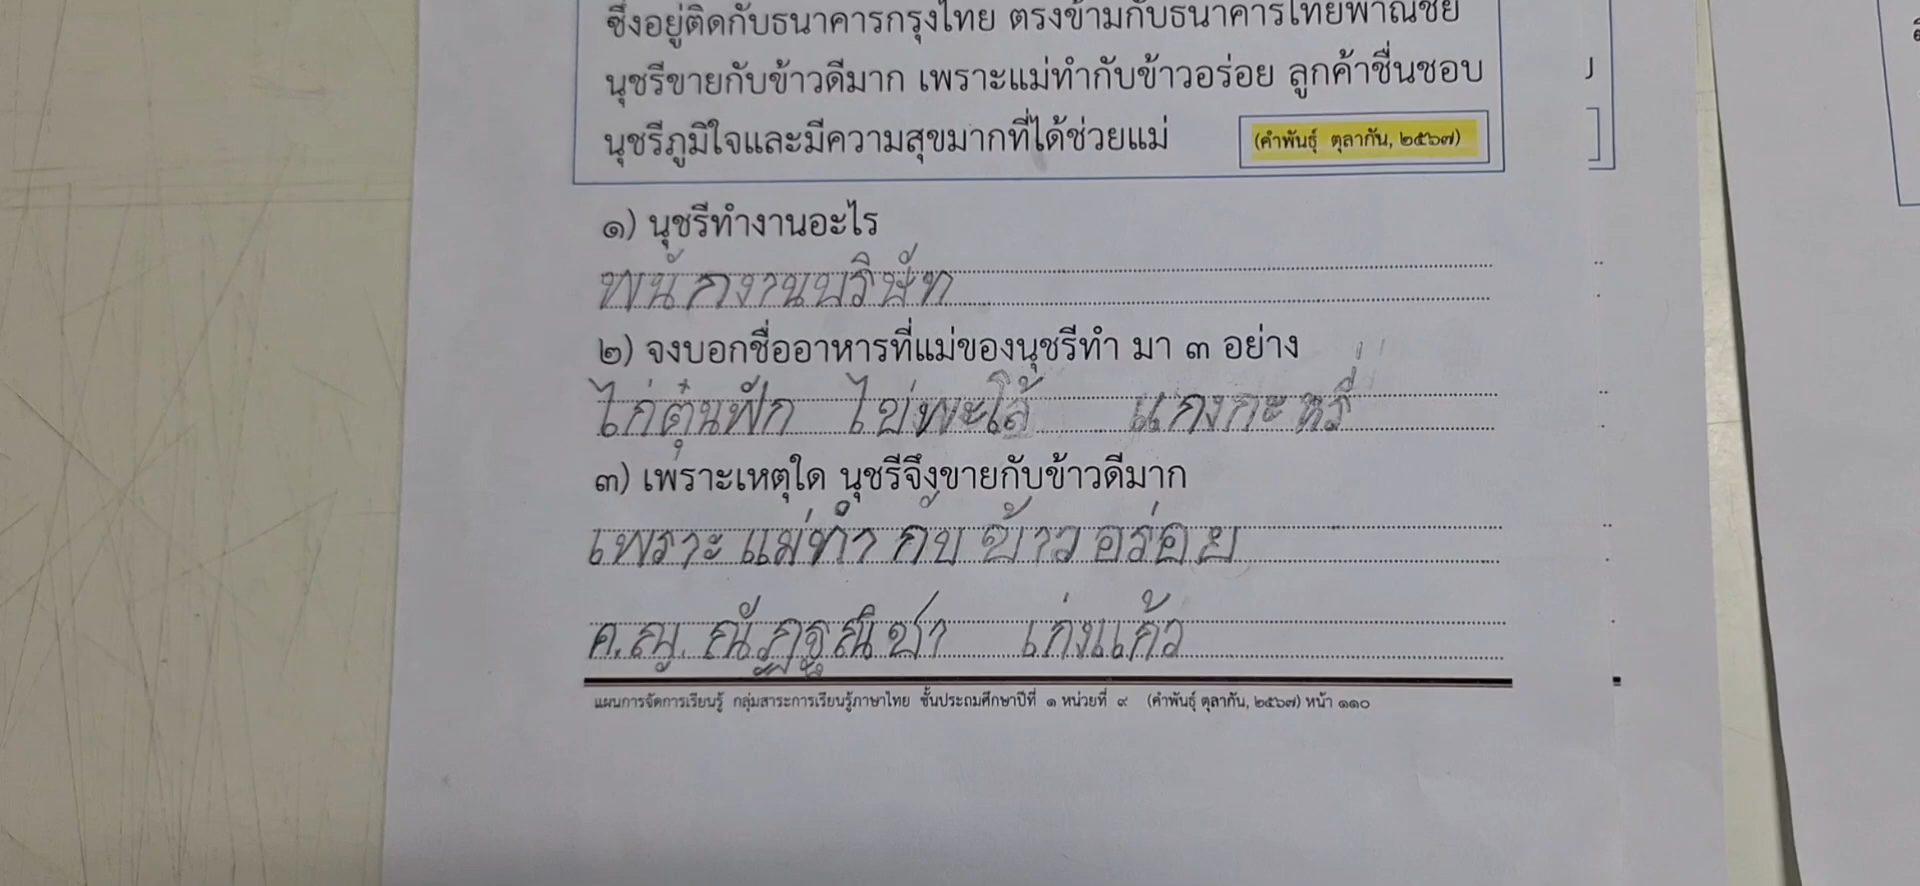 ซึ่งอยู่ติดกับธนาคารกรุงไทย ตรงข้ามกับธนาคารไทยพาณิชย์
นุชรีขายกับข้าวดีมาก เพราะแม่ทำกับข้าวอร่อย ลูกค้าชื่นชอบ
นุชรีภูมิใจและมีความสุขมากที่ได้ช่วยแม่ (คำพันธุ์ ตุลากัน, ๒๕๖๗)
๑) นุชรีทำงานอะไร
พนักงานบริษัท
๒) จงบอกชื่ออาหารที่แม่ของนุชรีทำ มา ๓ อย่าง
ไก่ตุ๋นฟัก ไข่พะโล้ แกงกะหรี่
๓) เพราะเหตุใด นุชรีจึงขายกับข้าวดีมาก
เพราะแม่ทำกับข้าวอร่อย
ด.ญ. ณัฏฐณิชา เก่งแก้ว
แผนการจัดการเรียนรู้ กลุ่มสาระการเรียนรู้ภาษาไทย ชั้นประถมศึกษาปีที่ ๑ หน่วยที่ ๙ (คำพันธุ์ ตุลากัน, ๒๕๖๗) หน้า ๑๑๐